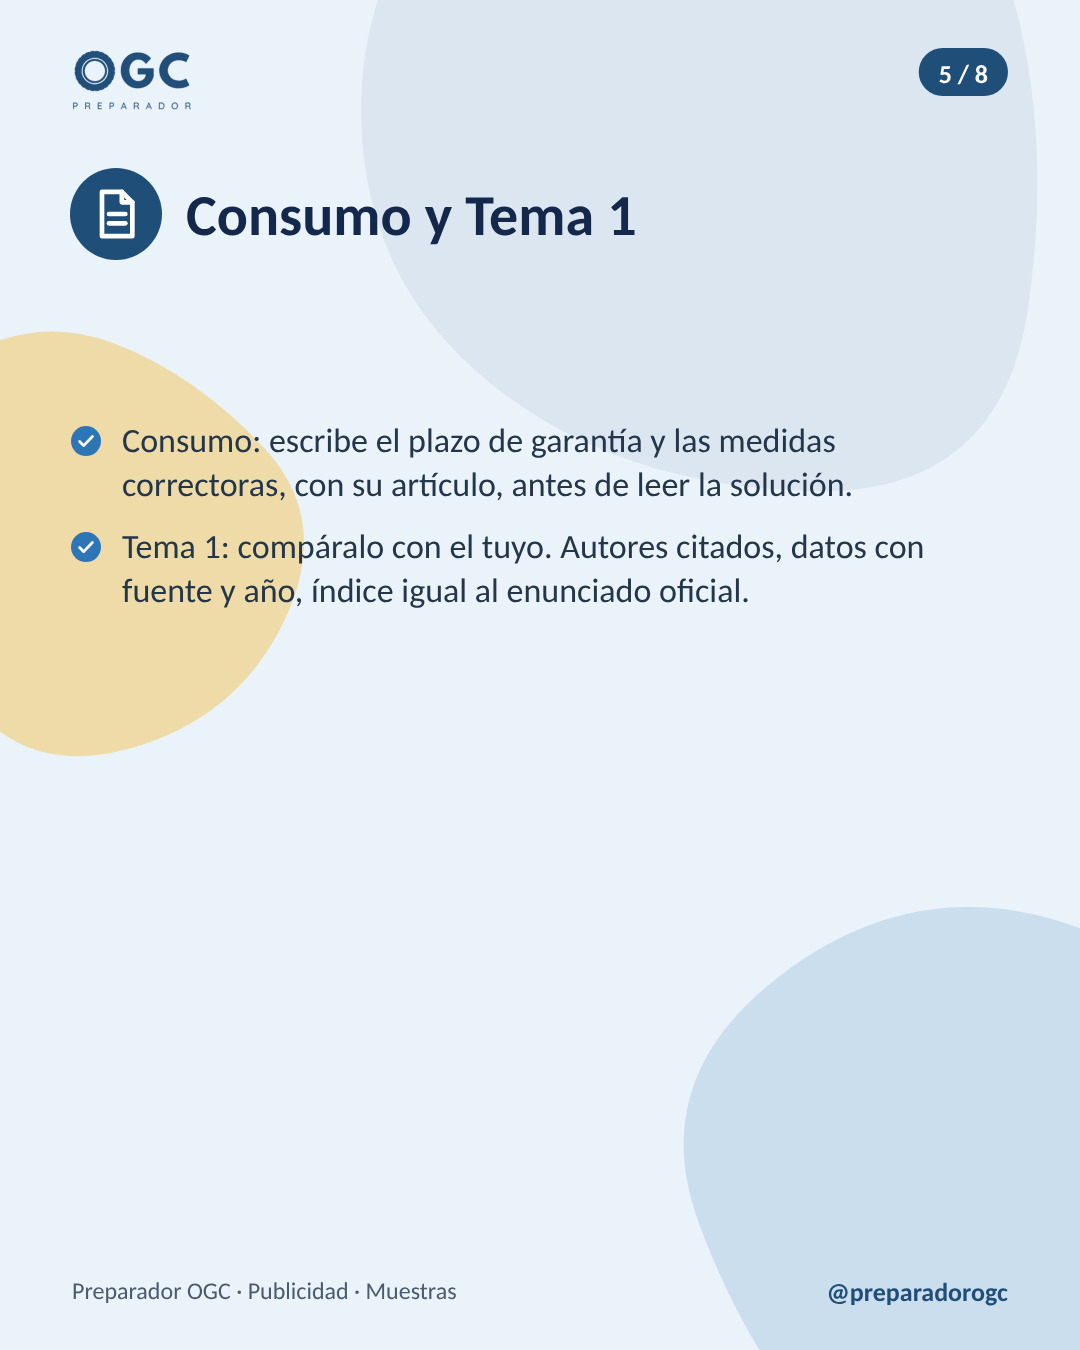 OGC
PREPARADOR
5 / 8
Consumo y Tema 1
Consumo: escribe el plazo de garantía y las medidas
correctoras, con su artículo, antes de leer la solución.
Tema 1: compáralo con el tuyo. Autores citados, datos con
fuente y año, índice igual al enunciado oficial.
Preparador OGC · Publicidad · Muestras
@preparadorogc